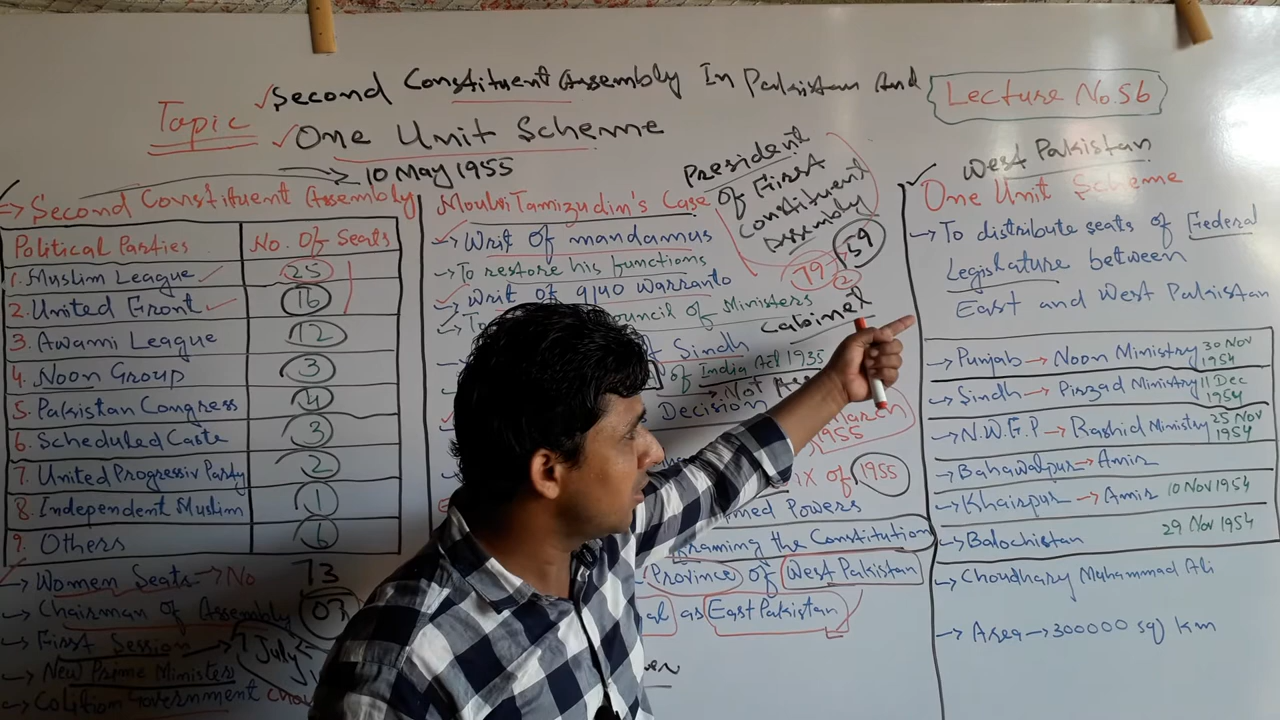 Topic
Second Constituent Assembly In Pakistan And
One Unit Scheme
Lecture No.56
10 May 1955
Second Constituent Assembly
Political Parties No. Of Seats
1. Muslim League 25
2. United Front 16
3. Awami League 12
4. Noon Group 3
5. Pakistan Congress 4
6. Scheduled Caste 3
7. United Progressiv Party 2
8. Independent Muslim 1
9. Others 6
Women Seats → No 73
Chairman of Assembly 07
First Session → 7 July
New Prime Minister
Colition Government
Moulvi Tamizudin's Case
President
Of First
Constituent
Assembly
79
59
2
Writ Of mandamus
To restore his functions
Writ of quo warranto
To Council of Ministers
Cabinet
Sindh
of India Act 1935
Not
Decision
March
1955
IX of 1955
med Powers
Framing the Constitution
Province of West Pakistan
al as East Pakistan
West Pakistan
One Unit Scheme
To distribute seats of Federal
Legislature between
East and West Pakistan
Punjab → Noon Ministry 30 Nov 1954
Sindh → Pirzad Ministry 11 Dec 1954
N.W.F.P → Rashid Ministry 25 Nov 1954
Bahawalpur → Amir
Khairpur → Amir 10 Nov 1954
Balochistan 29 Nov 1954
Choudhary Muhammad Ali
Area → 300000 sq km